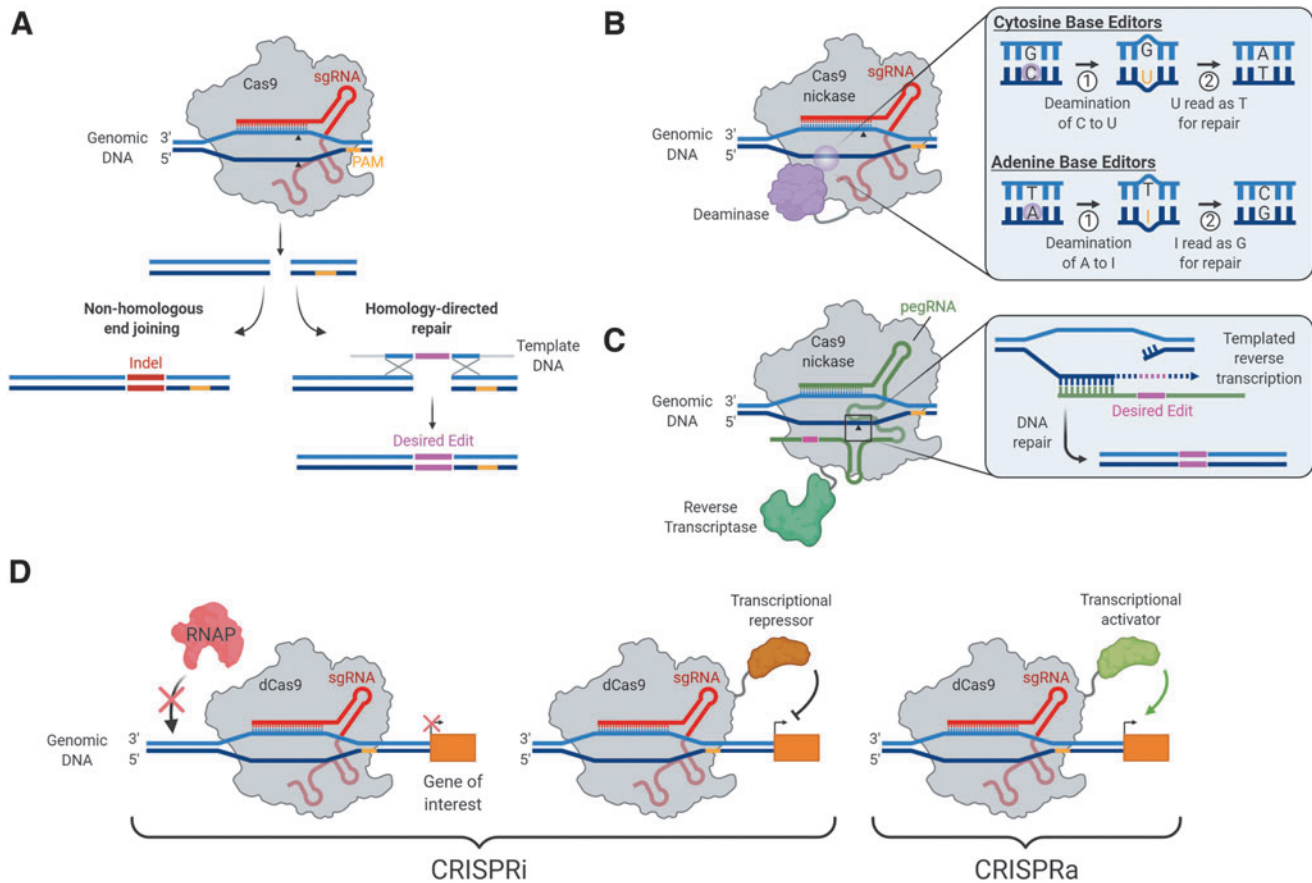 A
Cas9
sgRNA
Genomic
DNA
3'
5'
PAM
Non-homologous
end joining
Indel
Homology-directed
repair
Template
DNA
Desired Edit
B
Cas9
nickase
sgRNA
Genomic
DNA
3'
5'
Deaminase
Cytosine Base Editors
G
C
1
Deamination
of C to U
G
U
2
U read as T
for repair
A
T
Adenine Base Editors
T
A
1
Deamination
of A to I
T
I
2
I read as G
for repair
C
G
C
pegRNA
Cas9
nickase
Genomic
DNA
3'
5'
Reverse
Transcriptase
Templated
reverse
transcription
Desired Edit
DNA
repair
D
RNAP
dCas9
sgRNA
Genomic
DNA
3'
5'
Gene of
interest
Transcriptional
repressor
dCas9
sgRNA
3'
5'
CRISPRi
Transcriptional
activator
dCas9
sgRNA
3'
5'
CRISPRa